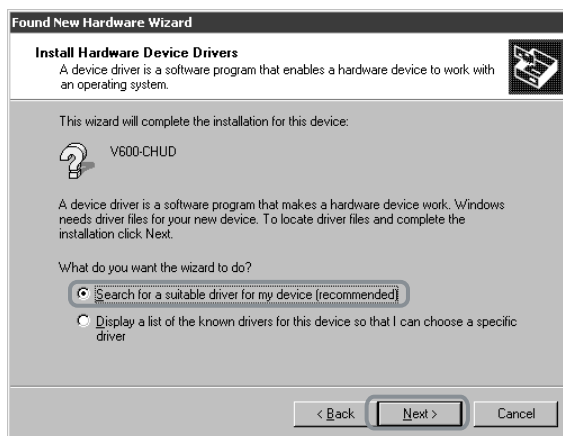 Found New Hardware Wizard
Install Hardware Device Drivers
A device driver is a software program that enables a hardware device to work with
an operating system.
This wizard will complete the installation for this device:
V600-CHUD
A device driver is a software program that makes a hardware device work. Windows
needs driver files for your new device. To locate driver files and complete the
installation click Next.
What do you want the wizard to do?
Search for a suitable driver for my device (recommended)
Display a list of the known drivers for this device so that I can choose a specific
driver
< Back
Next >
Cancel